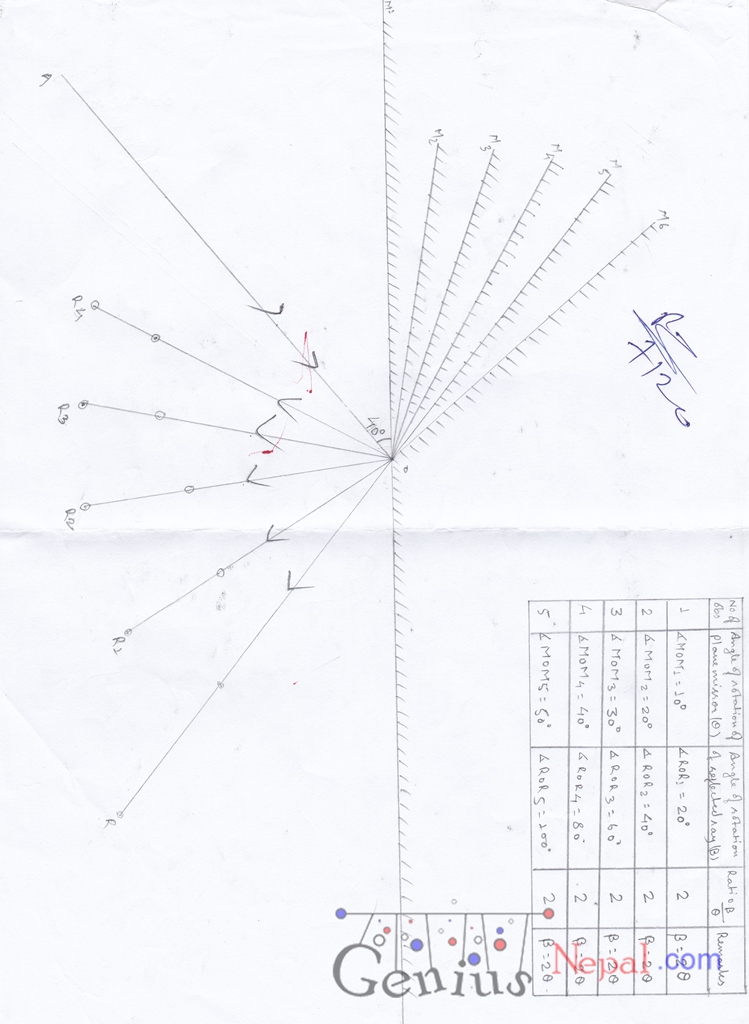 M1
M2
M3
M4
M5
M6
A
R4
R3
R2
R1
R
40°
O
No of obs | Angle of rotation of plane mirror (θ) | Angle of rotation of reflected ray (β) | Ratio β/θ | Remarks
1 | ∡MOM1 = 10° | ∡ROR1 = 20° | 2 | β=2θ
2 | ∡MOM2 = 20° | ∡ROR2 = 40° | 2 | β=2θ
3 | ∡MOM3 = 30° | ∡ROR3 = 60° | 2 | β=2θ
4 | ∡MOM4 = 40° | ∡ROR4 = 80° | 2 | β=2θ
5 | ∡MOM5 = 50° | ∡ROR5 = 100° | 2 | β=2θ
Genius Nepal.com